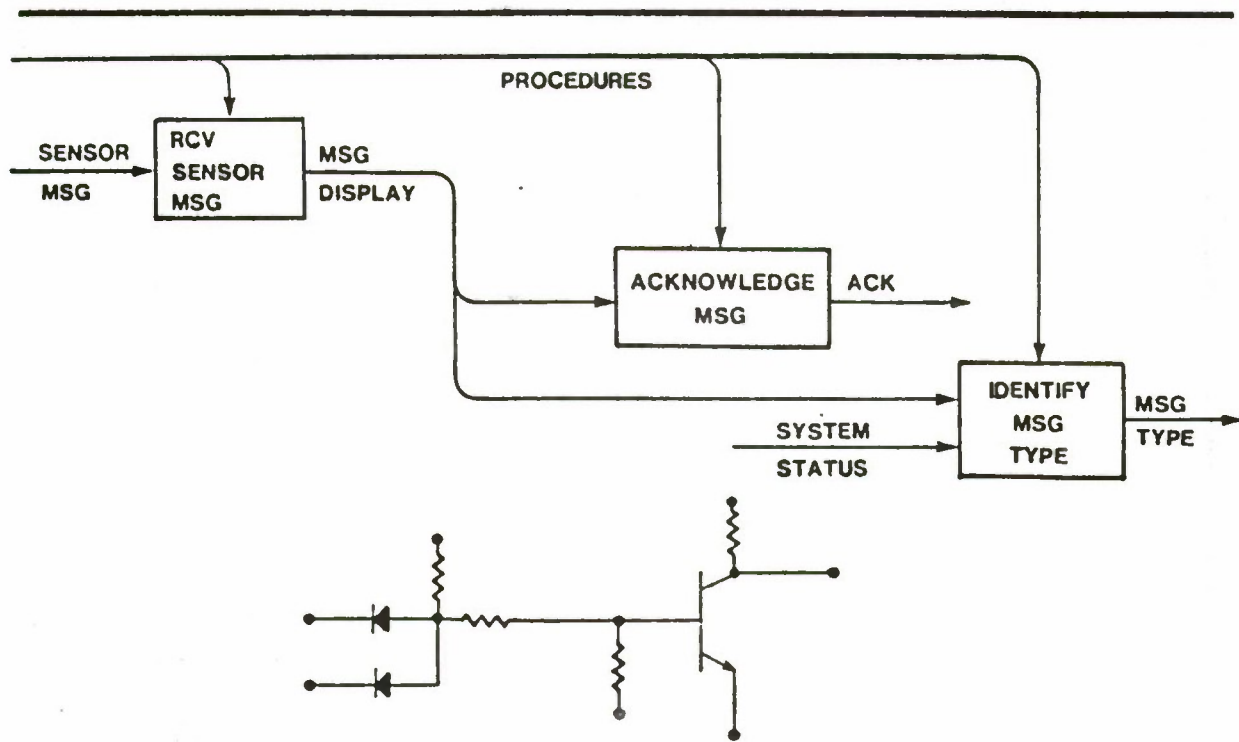 PROCEDURES
SENSOR
MSG
RCV
SENSOR
MSG
MSG
DISPLAY
ACKNOWLEDGE
MSG
ACK
IDENTIFY
MSG
TYPE
MSG
TYPE
SYSTEM
STATUS